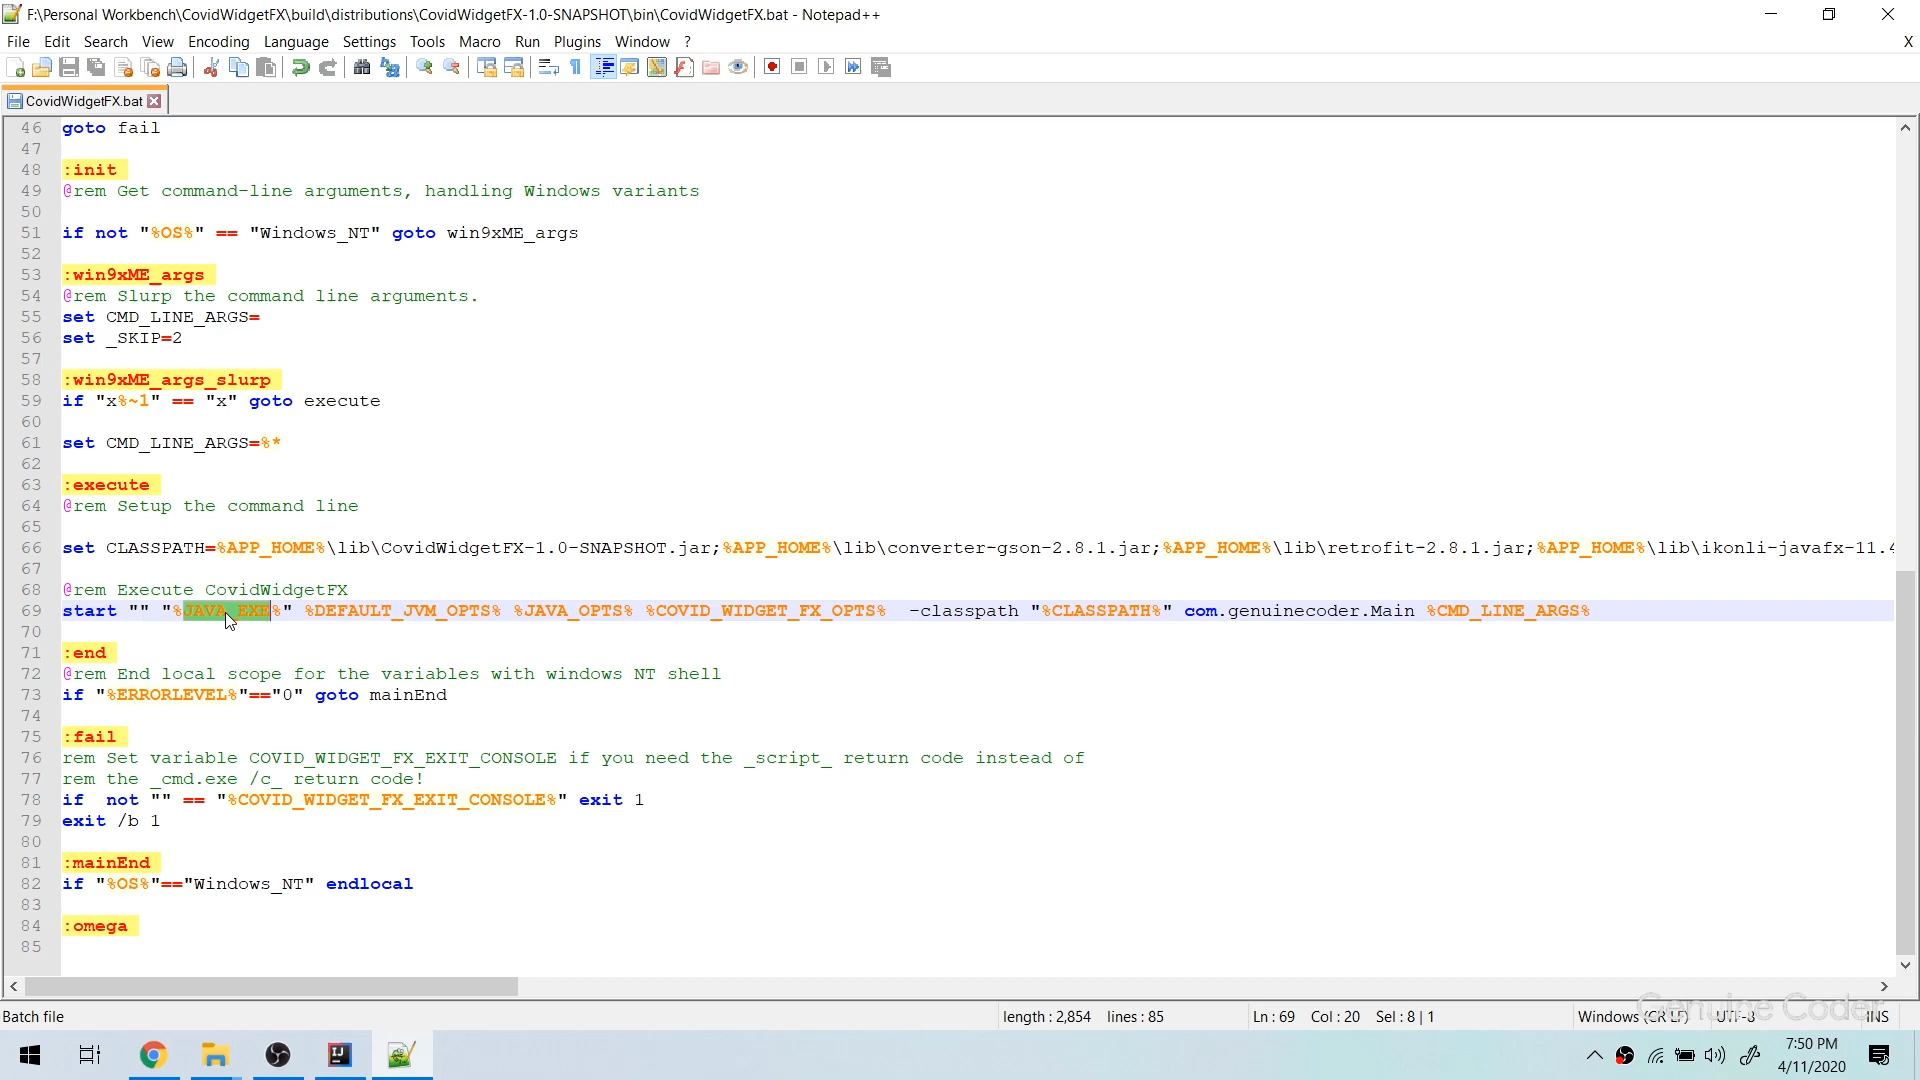 F:\Personal Workbench\CovidWidgetFX\build\distributions\CovidWidgetFX-1.0-SNAPSHOT\bin\CovidWidgetFX.bat - Notepad++
File Edit Search View Encoding Language Settings Tools Macro Run Plugins Window ? X
CovidWidgetFX.bat
46 goto fail
47
48 :init
49 @rem Get command-line arguments, handling Windows variants
50
51 if not "%OS%" == "Windows_NT" goto win9xME_args
52
53 :win9xME_args
54 @rem Slurp the command line arguments.
55 set CMD_LINE_ARGS=
56 set _SKIP=2
57
58 :win9xME_args_slurp
59 if "x%~1" == "x" goto execute
60
61 set CMD_LINE_ARGS=%*
62
63 :execute
64 @rem Setup the command line
65
66 set CLASSPATH=%APP_HOME%\lib\CovidWidgetFX-1.0-SNAPSHOT.jar;%APP_HOME%\lib\converter-gson-2.8.1.jar;%APP_HOME%\lib\retrofit-2.8.1.jar;%APP_HOME%\lib\ikonli-javafx-11.4
67
68 @rem Execute CovidWidgetFX
69 start "" "%JAVA_EXE%" %DEFAULT_JVM_OPTS% %JAVA_OPTS% %COVID_WIDGET_FX_OPTS%  -classpath "%CLASSPATH%" com.genuinecoder.Main %CMD_LINE_ARGS%
70
71 :end
72 @rem End local scope for the variables with windows NT shell
73 if "%ERRORLEVEL%"=="0" goto mainEnd
74
75 :fail
76 rem Set variable COVID_WIDGET_FX_EXIT_CONSOLE if you need the _script_ return code instead of
77 rem the _cmd.exe /c_ return code!
78 if  not "" == "%COVID_WIDGET_FX_EXIT_CONSOLE%" exit 1
79 exit /b 1
80
81 :mainEnd
82 if "%OS%"=="Windows_NT" endlocal
83
84 :omega
85
Genuine Coder
Batch file length : 2,854 lines : 85 Ln : 69 Col : 20 Sel : 8 | 1 Windows (CR LF) UTF-8 INS
7:50 PM
4/11/2020